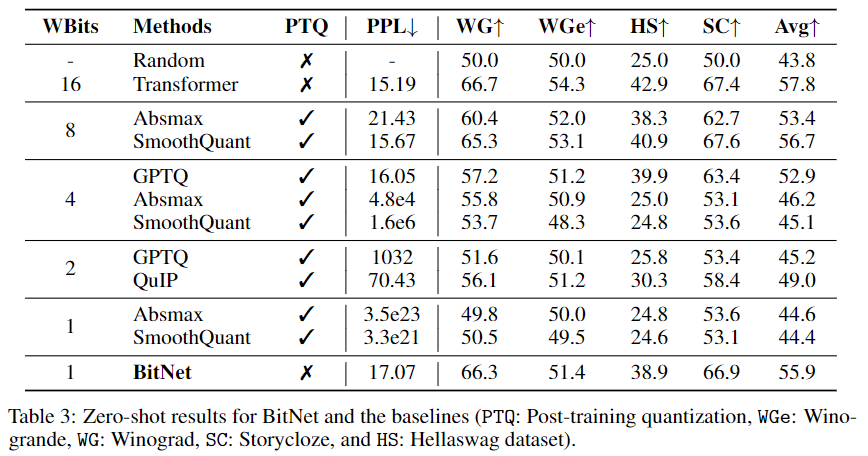 WBits Methods PTQ PPL↓ WG↑ WGe↑ HS↑ SC↑ Avg↑
- Random ✗ - 50.0 50.0 25.0 50.0 43.8
16 Transformer ✗ 15.19 66.7 54.3 42.9 67.4 57.8
8 Absmax ✓ 21.43 60.4 52.0 38.3 62.7 53.4
SmoothQuant ✓ 15.67 65.3 53.1 40.9 67.6 56.7
4 GPTQ ✓ 16.05 57.2 51.2 39.9 63.4 52.9
Absmax ✓ 4.8e4 55.8 50.9 25.0 53.1 46.2
SmoothQuant ✓ 1.6e6 53.7 48.3 24.8 53.6 45.1
2 GPTQ ✓ 1032 51.6 50.1 25.8 53.4 45.2
QuIP ✓ 70.43 56.1 51.2 30.3 58.4 49.0
1 Absmax ✓ 3.5e23 49.8 50.0 24.8 53.6 44.6
SmoothQuant ✓ 3.3e21 50.5 49.5 24.6 53.1 44.4
1 BitNet ✗ 17.07 66.3 51.4 38.9 66.9 55.9
Table 3: Zero-shot results for BitNet and the baselines (PTQ: Post-training quantization, WGe: Wino-
grande, WG: Winograd, SC: Storycloze, and HS: Hellaswag dataset).